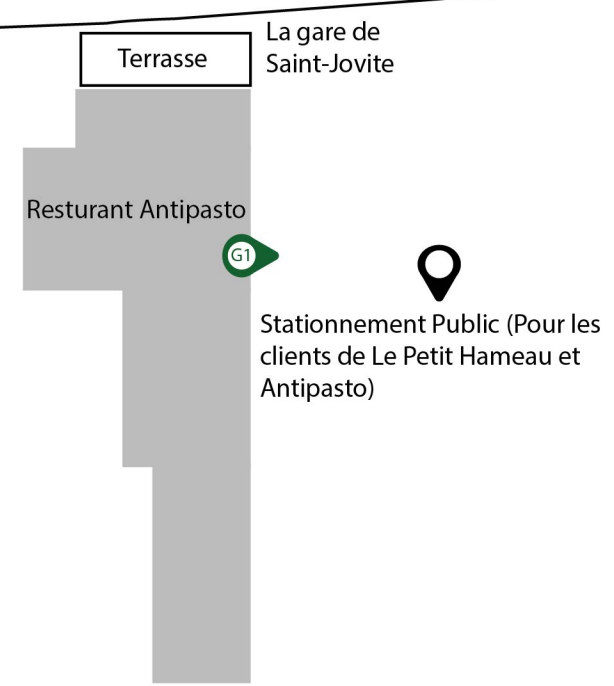 La gare de
Saint-Jovite
Terrasse
Resturant Antipasto
G1
Stationnement Public (Pour les
clients de Le Petit Hameau et
Antipasto)